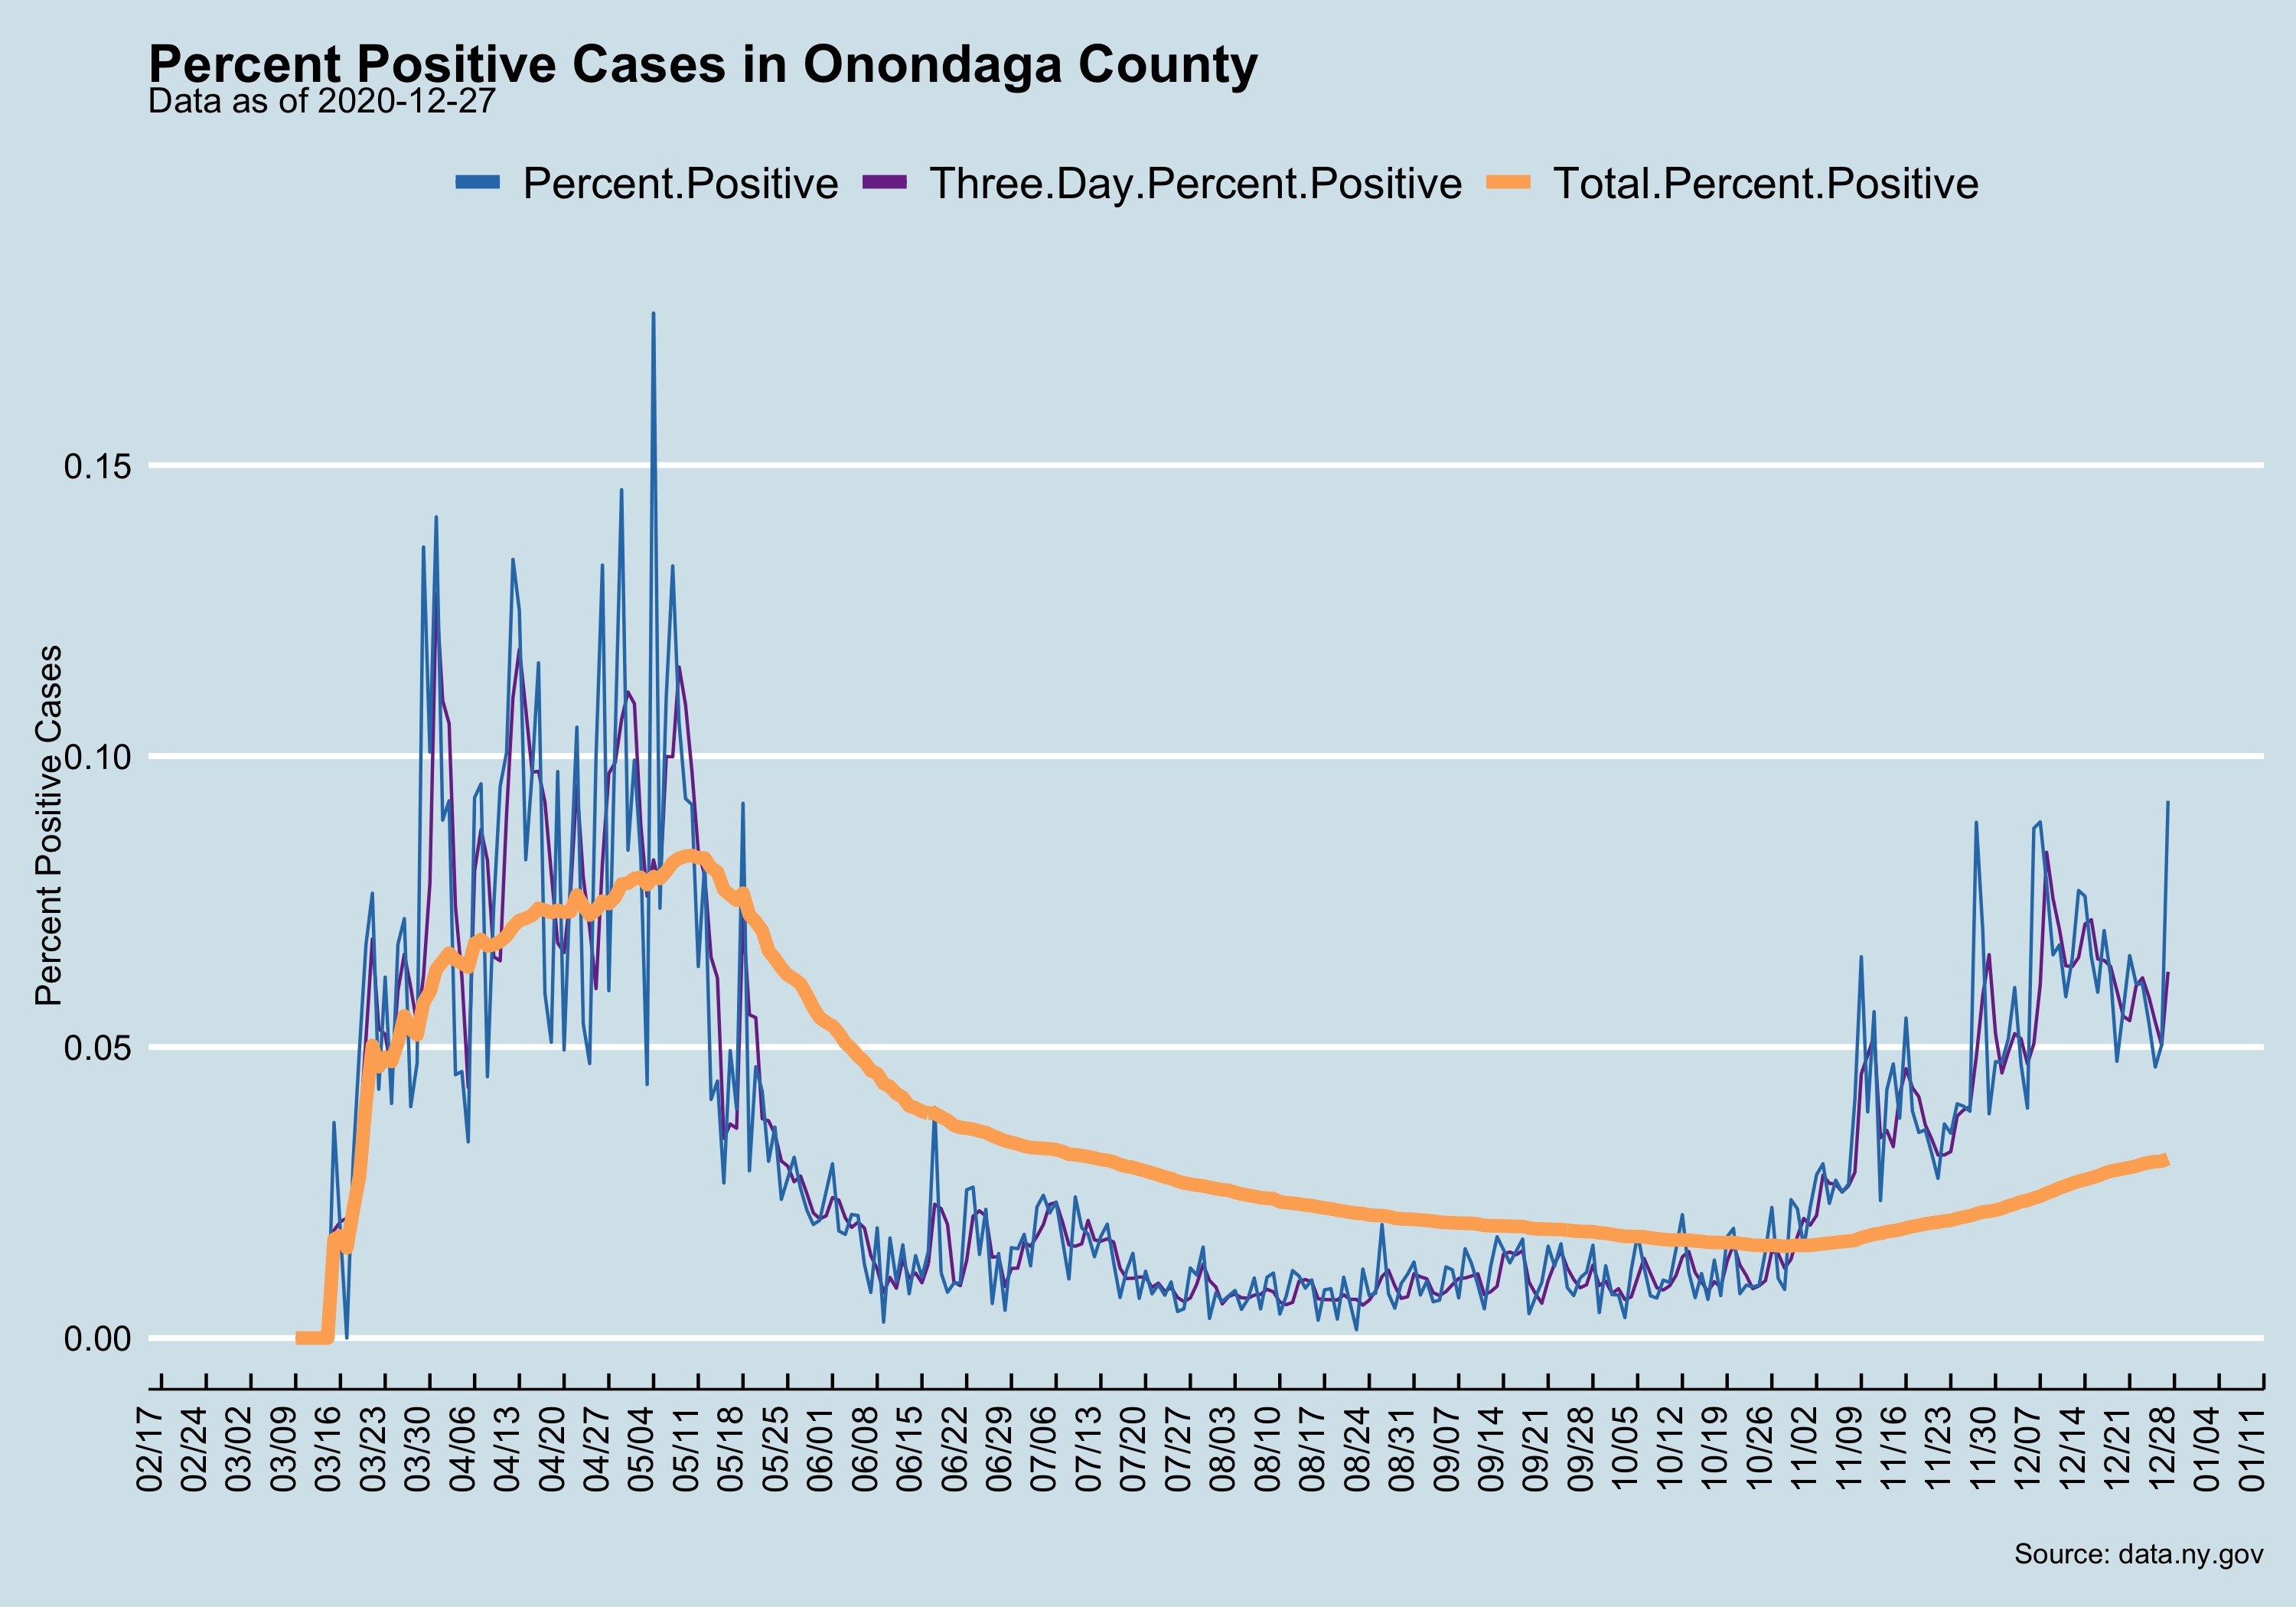 Percent Positive Cases in Onondaga County
Data as of 2020-12-27
Percent.Positive Three.Day.Percent.Positive Total.Percent.Positive
Percent Positive Cases
0.15
0.10
0.05
0.00
02/17 02/24 03/02 03/09 03/16 03/23 03/30 04/06 04/13 04/20 04/27 05/04 05/11 05/18 05/25 06/01 06/08 06/15 06/22 06/29 07/06 07/13 07/20 07/27 08/03 08/10 08/17 08/24 08/31 09/07 09/14 09/21 09/28 10/05 10/12 10/19 10/26 11/02 11/09 11/16 11/23 11/30 12/07 12/14 12/21 12/28 01/04 01/11
Source: data.ny.gov